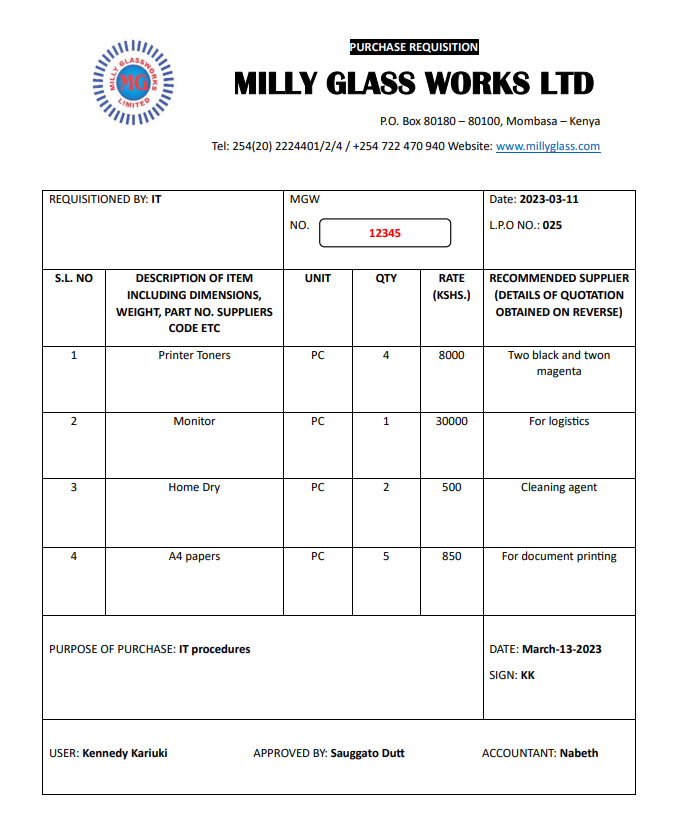 PURCHASE REQUISITION
MILLY GLASSWORKS
MG
LIMITED
MILLY GLASS WORKS LTD
P.O. Box 80180 – 80100, Mombasa – Kenya
Tel: 254(20) 2224401/2/4 / +254 722 470 940 Website: www.millyglass.com
REQUISITIONED BY: IT
MGW
NO. 12345
Date: 2023-03-11
L.P.O NO.: 025
S.L. NO
DESCRIPTION OF ITEM
INCLUDING DIMENSIONS,
WEIGHT, PART NO. SUPPLIERS
CODE ETC
UNIT
QTY
RATE
(KSHS.)
RECOMMENDED SUPPLIER
(DETAILS OF QUOTATION
OBTAINED ON REVERSE)
1 Printer Toners PC 4 8000 Two black and twon
magenta
2 Monitor PC 1 30000 For logistics
3 Home Dry PC 2 500 Cleaning agent
4 A4 papers PC 5 850 For document printing
PURPOSE OF PURCHASE: IT procedures
DATE: March-13-2023
SIGN: KK
USER: Kennedy Kariuki APPROVED BY: Sauggato Dutt ACCOUNTANT: Nabeth